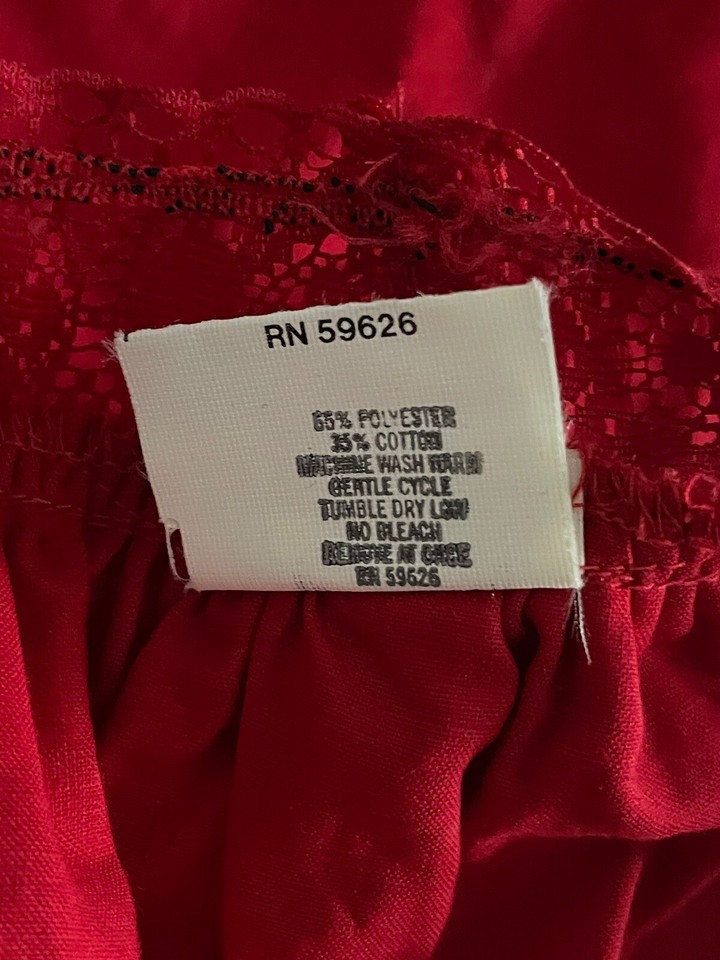 RN 59626
65% POLYESTER
35% COTTON
MACHINE WASH WARM
GENTLE CYCLE
TUMBLE DRY LOW
NO BLEACH
REMOVE AT ONCE
RN 59626